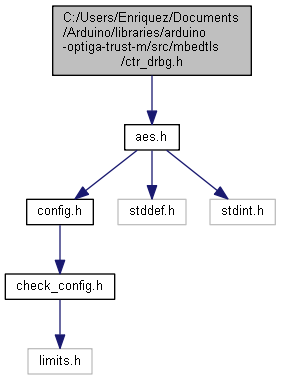 C:/Users/Enriquez/Documents
/Arduino/libraries/arduino
-optiga-trust-m/src/mbedtls
/ctr_drbg.h
aes.h
config.h
stddef.h
stdint.h
check_config.h
limits.h